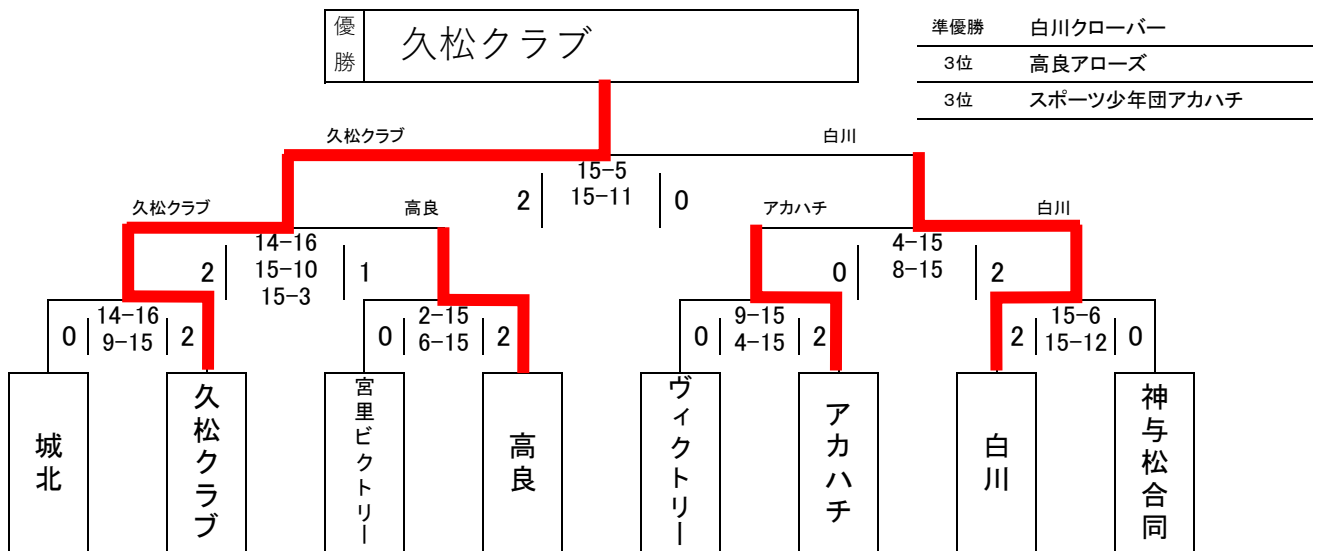 優勝
久松クラブ
準優勝 白川クローバー
3位 高良アローズ
3位 スポーツ少年団アカハチ
久松クラブ
白川
2
15-5
15-11
0
久松クラブ
高良
アカハチ
白川
2
14-16
15-10
15-3
1
0
4-15
8-15
2
0
14-16
9-15
2
0
2-15
6-15
2
0
9-15
4-15
2
2
15-6
15-12
0
城北
久松クラブ
宮里ビクトリー
高良
ヴィクトリー
アカハチ
白川
神与松合同